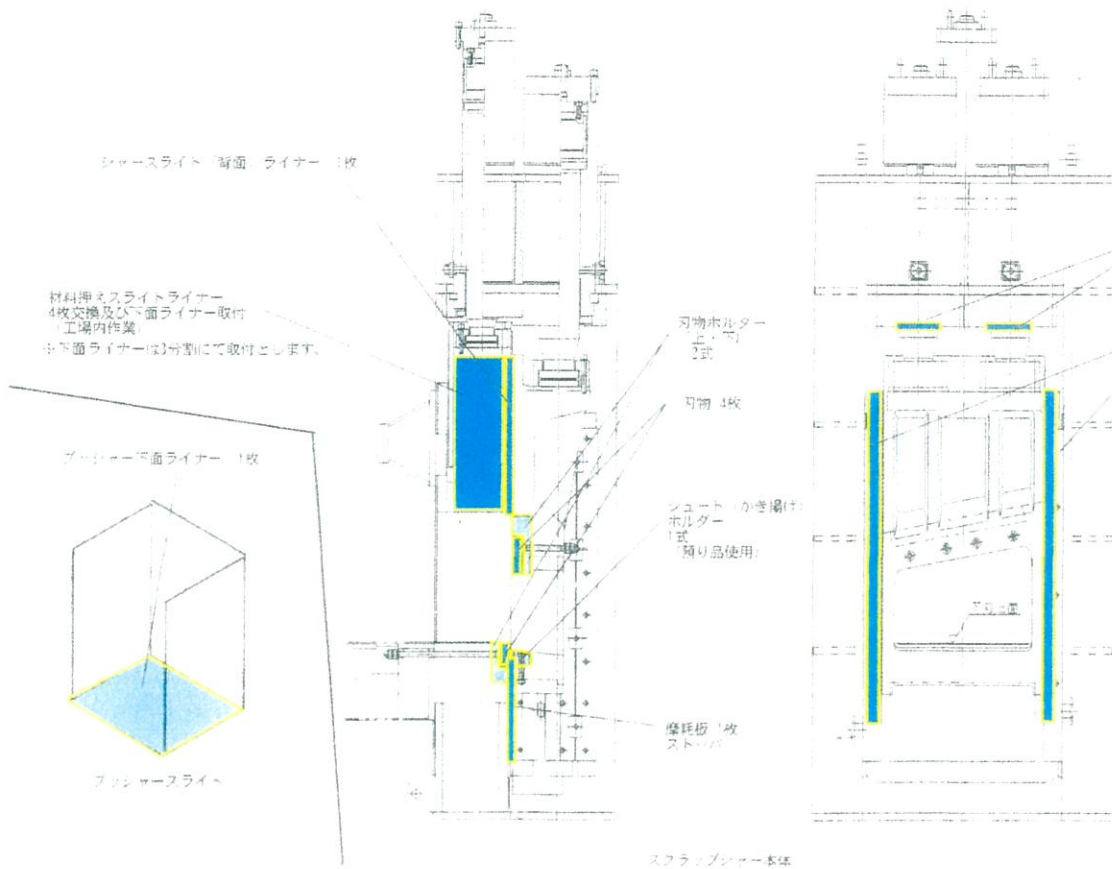 シャースライド（背面）ライナー 1枚
材料押えスライドライナー
4枚交換及び下面ライナー取付
（工場内作業）
※下面ライナーは3分割にて取付とします。
刃物ホルダー
（上・下）
2式
刃物 4枚
プッシャー下面ライナー 1枚
シュート（かき揚げ）
ホルダー
1式
（預り品使用）
下刃上面
摩耗板 1枚
ストッパ
プッシャースライド
スクラップシャー本体